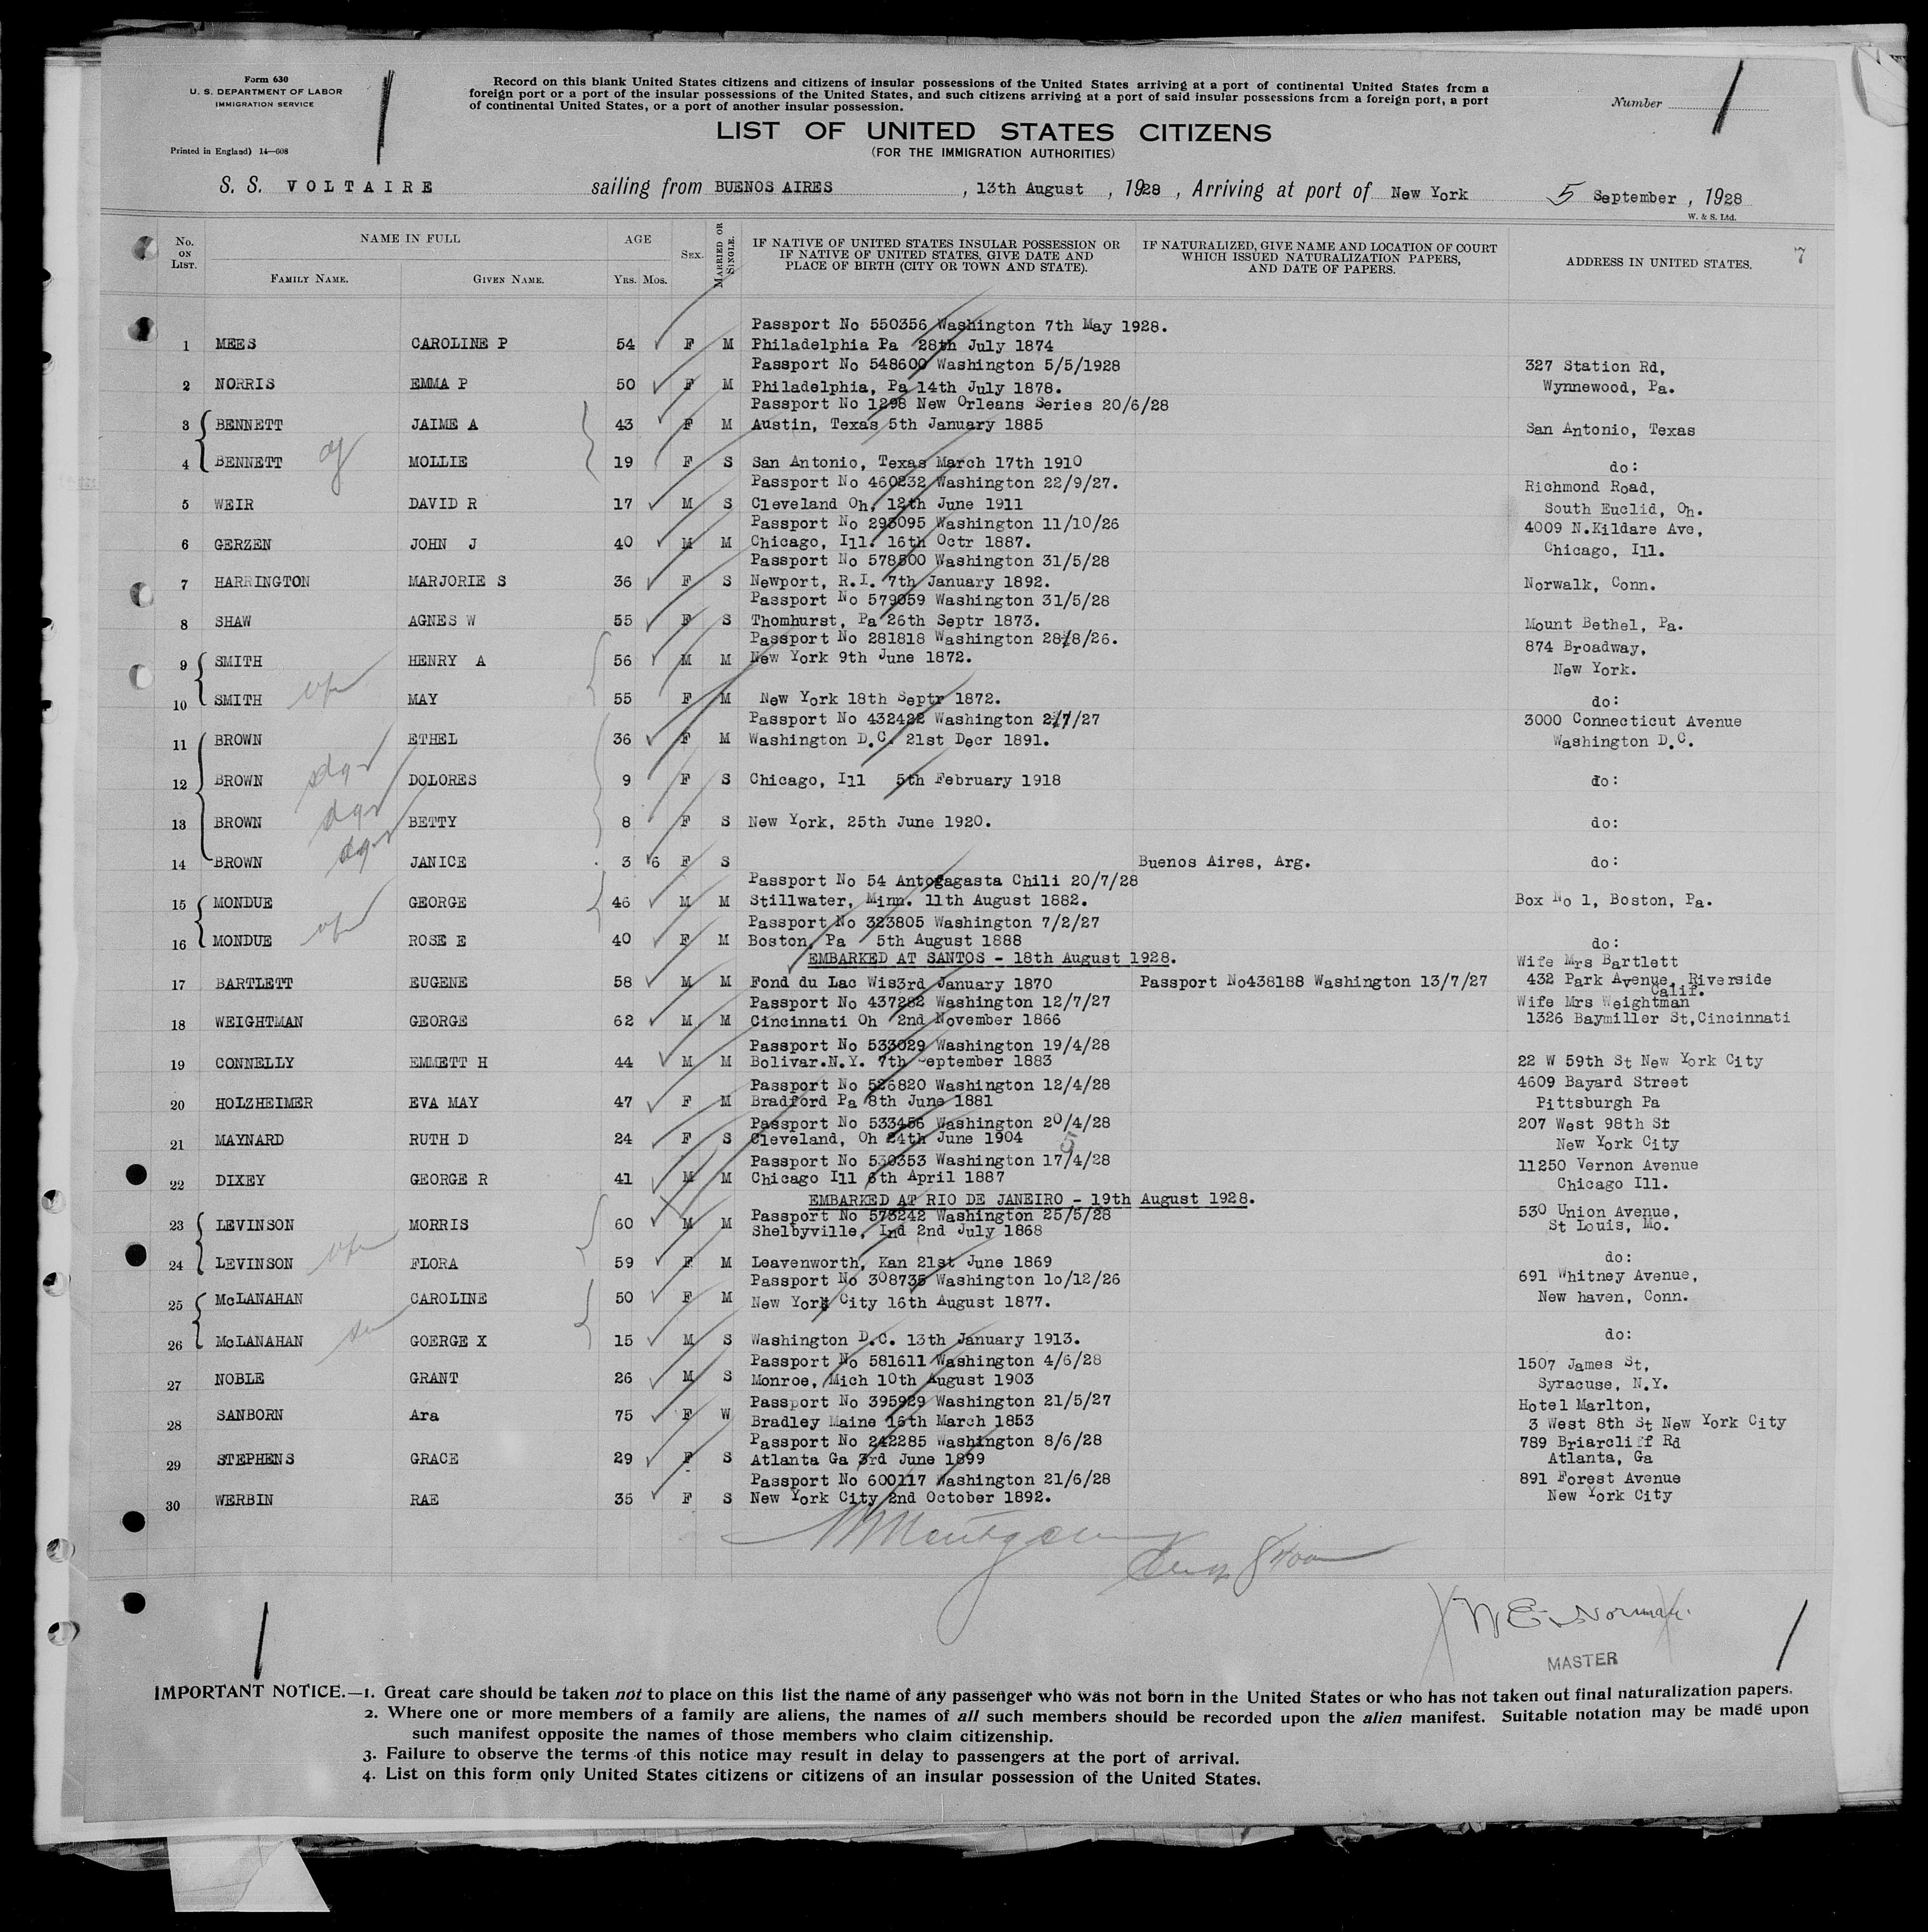 Form 630
U. S. DEPARTMENT OF LABOR
IMMIGRATION SERVICE
Printed in England) 14—608
Record on this blank United States citizens and citizens of insular possessions of the United States arriving at a port of continental United States from a
foreign port or a port of the insular possessions of the United States, and such citizens arriving at a port of said insular possessions from a foreign port, a port
of continental United States, or a port of another insular possession.
Number
LIST OF UNITED STATES CITIZENS
(FOR THE IMMIGRATION AUTHORITIES)
S. S. VOLTAIRE sailing from BUENOS AIRES, 13th August, 1928, Arriving at port of New York 5 September, 1928
W. & S. Ltd.
No. ON LIST. NAME IN FULL FAMILY NAME. GIVEN NAME. AGE YRS. MOS. SEX. MARRIED OR SINGLE. IF NATIVE OF UNITED STATES INSULAR POSSESSION OR IF NATIVE OF UNITED STATES, GIVE DATE AND PLACE OF BIRTH (CITY OR TOWN AND STATE). IF NATURALIZED, GIVE NAME AND LOCATION OF COURT WHICH ISSUED NATURALIZATION PAPERS, AND DATE OF PAPERS. ADDRESS IN UNITED STATES. 7
Passport No 550356 Washington 7th May 1928.
1 MEES CAROLINE P 54 F M Philadelphia Pa 28th July 1874
Passport No 548600 Washington 5/5/1928 327 Station Rd,
2 NORRIS EMMA P 50 F M Philadelphia, Pa 14th July 1878. Wynnewood, Pa.
Passport No 1298 New Orleans Series 20/6/28
3 BENNETT JAIME A 43 F M Austin, Texas 5th January 1885 San Antonio, Texas
4 BENNETT MOLLIE 19 F S San Antonio, Texas March 17th 1910 do:
Passport No 460232 Washington 22/9/27. Richmond Road,
5 WEIR DAVID R 17 M S Cleveland Oh, 12th June 1911 South Euclid, Oh.
Passport No 293095 Washington 11/10/26 4009 N.Kildare Ave,
6 GERZEN JOHN J 40 M M Chicago, Ill. 16th Octr 1887. Chicago, Ill.
Passport No 578500 Washington 31/5/28
7 HARRINGTON MARJORIE S 36 F S Newport, R.I. 7th January 1892. Norwalk, Conn.
Passport No 579059 Washington 31/5/28
8 SHAW AGNES W 55 F S Thomhurst, Pa 26th Septr 1873. Mount Bethel, Pa.
Passport No 281818 Washington 28/8/26. 874 Broadway,
9 SMITH HENRY A 56 M M New York 9th June 1872. New York.
10 SMITH MAY 55 F M New York 18th Septr 1872. do:
Passport No 432422 Washington 2/7/27 3000 Connecticut Avenue
11 BROWN ETHEL 36 F M Washington D.C. 21st Decr 1891. Washington D.C.
12 BROWN DOLORES 9 F S Chicago, Ill 5th February 1918 do:
13 BROWN BETTY 8 F S New York, 25th June 1920. do:
14 BROWN JANICE 3 6 F S Buenos Aires, Arg. do:
Passport No 54 Antogagasta Chili 20/7/28
15 MONDUE GEORGE 46 M M Stillwater, Minn. 11th August 1882. Box No 1, Boston, Pa.
Passport No 323805 Washington 7/2/27
16 MONDUE ROSE E 40 F M Boston, Pa 5th August 1888 do:
EMBARKED AT SANTOS - 18th August 1928. Wife Mrs Bartlett
17 BARTLETT EUGENE 58 M M Fond du Lac Wis3rd January 1870 Passport No438188 Washington 13/7/27 432 Park Avenue, Riverside Calif.
Passport No 437282 Washington 12/7/27 Wife Mrs Weightman
18 WEIGHTMAN GEORGE 62 M M Cincinnati Oh 2nd November 1866 1326 Baymiller St,Cincinnati
Passport No 533029 Washington 19/4/28
19 CONNELLY EMMETT H 44 M M Bolivar.N.Y. 7th September 1883 22 W 59th St New York City
Passport No 526820 Washington 12/4/28 4609 Bayard Street
20 HOLZHEIMER EVA MAY 47 F M Bradford Pa 8th June 1881 Pittsburgh Pa
Passport No 533456 Washington 20/4/28 207 West 98th St
21 MAYNARD RUTH D 24 F S Cleveland, Oh 24th June 1904 New York City
Passport No 530353 Washington 17/4/28 11250 Vernon Avenue
22 DIXEY GEORGE R 41 M M Chicago Ill 6th April 1887 Chicago Ill.
EMBARKED AT RIO DE JANEIRO - 19th August 1928.
Passport No 573242 Washington 25/5/28 530 Union Avenue,
23 LEVINSON MORRIS 60 M M Shelbyville, Ind 2nd July 1868 St Louis, Mo.
24 LEVINSON FLORA 59 F M Leavenworth, Kan 21st June 1869 do:
Passport No 308735 Washington 10/12/26 691 Whitney Avenue,
25 McLANAHAN CAROLINE 50 F M New York City 16th August 1877. New haven, Conn.
26 McLANAHAN GOERGE X 15 M S Washington D.C. 13th January 1913. do:
Passport No 581611 Washington 4/6/28 1507 James St,
27 NOBLE GRANT 26 M S Monroe, Mich 10th August 1903 Syracuse, N.Y.
Passport No 395929 Washington 21/5/27 Hotel Marlton,
28 SANBORN Ara 75 F W Bradley Maine 16th March 1853 3 West 8th St New York City
Passport No 242285 Washington 8/6/28 789 Briarcliff Rd
29 STEPHENS GRACE 29 F S Atlanta Ga 3rd June 1899 Atlanta, Ga
Passport No 600117 Washington 21/6/28 891 Forest Avenue
30 WERBIN RAE 35 F S New York City 2nd October 1892. New York City
W E Norman
MASTER
IMPORTANT NOTICE.—1. Great care should be taken not to place on this list the name of any passenger who was not born in the United States or who has not taken out final naturalization papers.
2. Where one or more members of a family are aliens, the names of all such members should be recorded upon the alien manifest. Suitable notation may be made upon
such manifest opposite the names of those members who claim citizenship.
3. Failure to observe the terms of this notice may result in delay to passengers at the port of arrival.
4. List on this form only United States citizens or citizens of an insular possession of the United States.